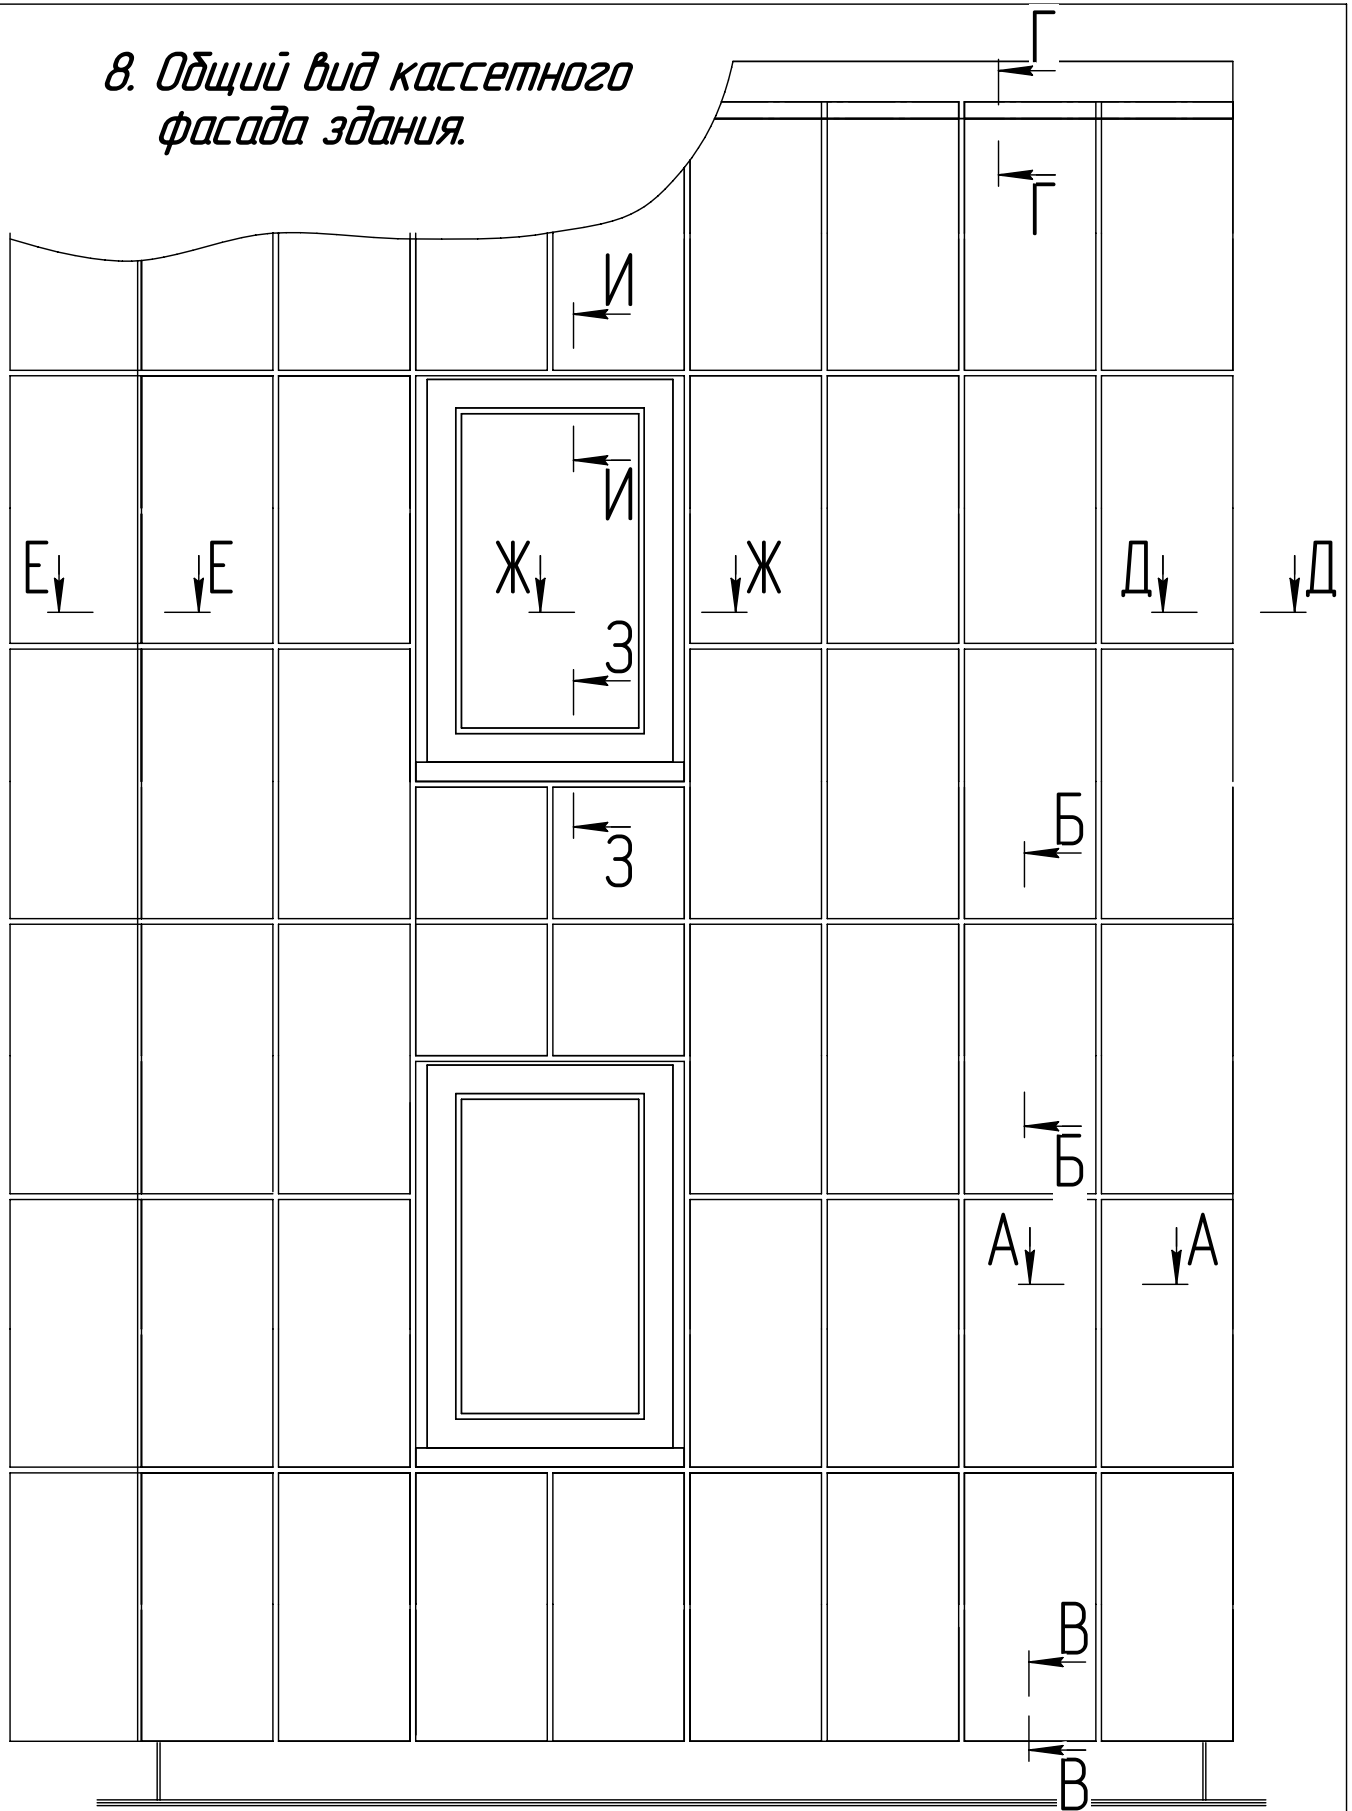 8. Общий вид кассетного
фасада здания.
Г
Г
И
И
Е Е Ж Ж Д Д
З
Б
З
Б
А А
В
В